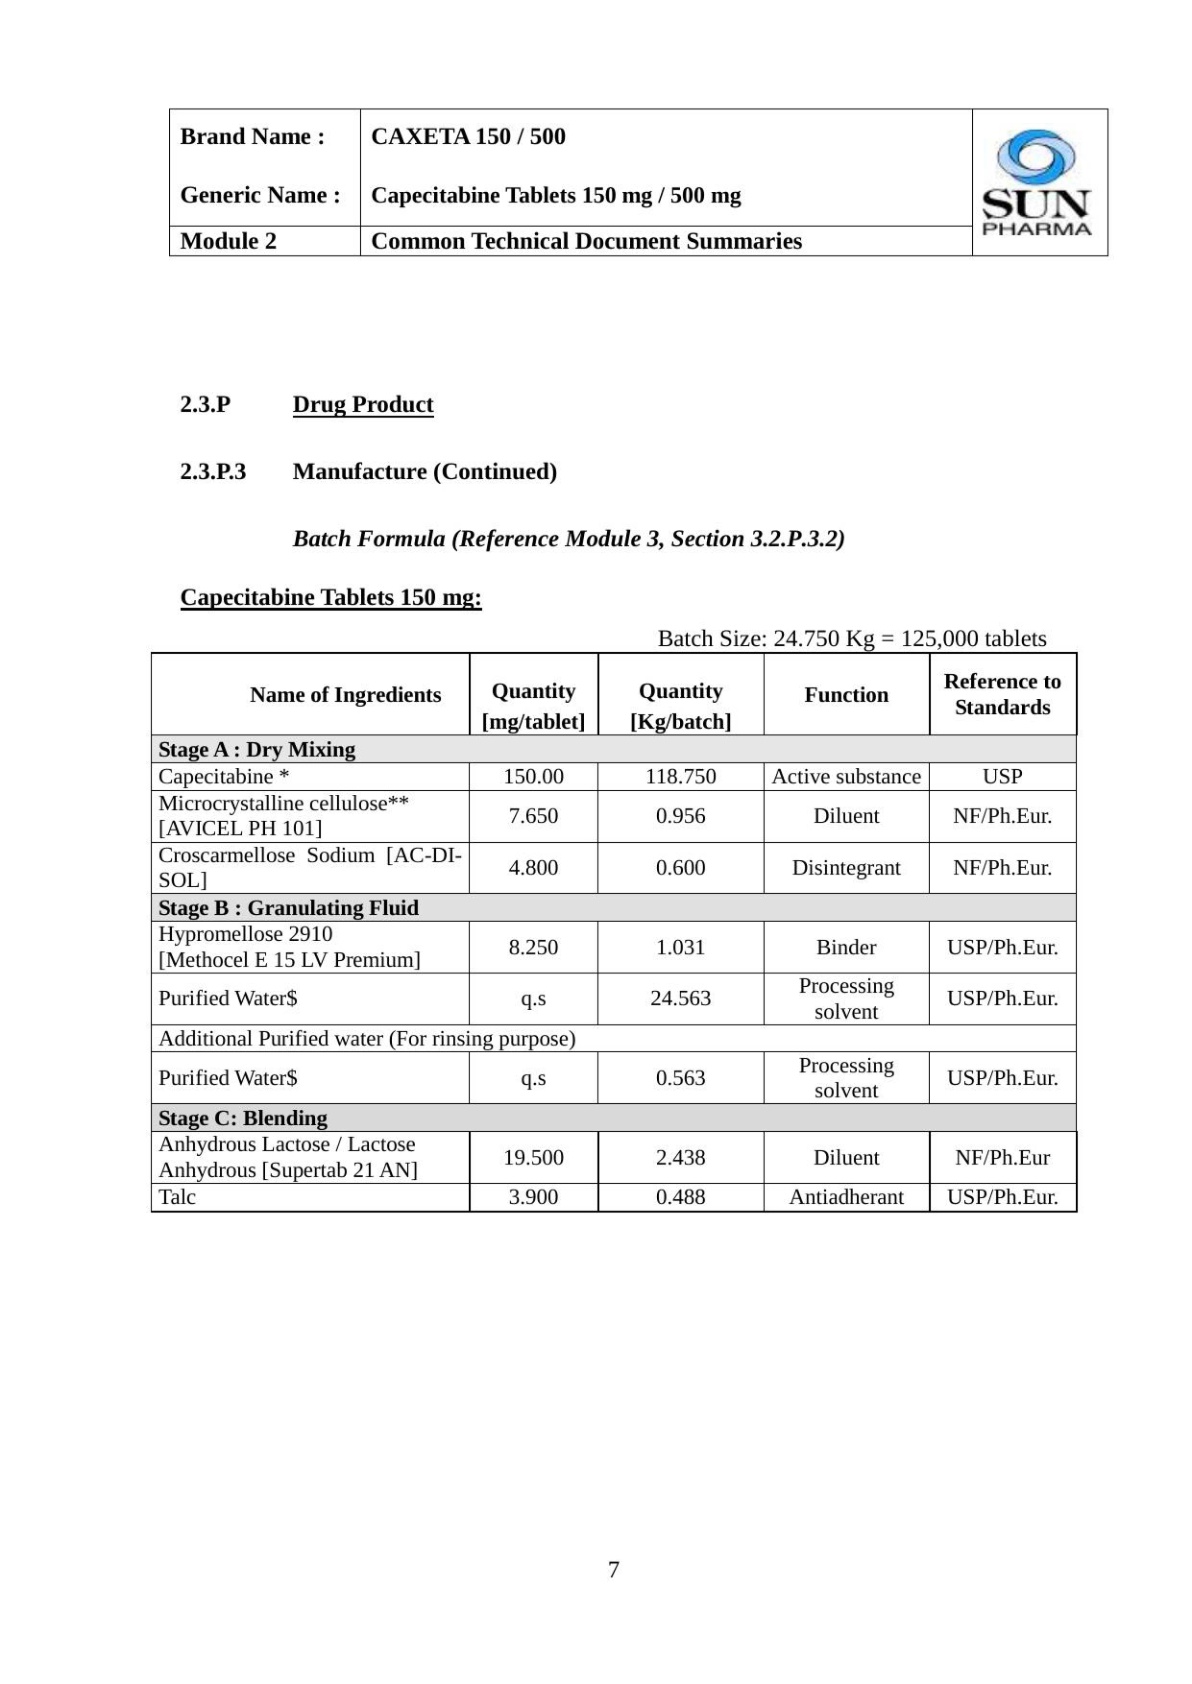 Brand Name :
CAXETA 150 / 500
Generic Name :
Capecitabine Tablets 150 mg / 500 mg
Module 2
Common Technical Document Summaries
SUN
PHARMA
2.3.P Drug Product
2.3.P.3 Manufacture (Continued)
Batch Formula (Reference Module 3, Section 3.2.P.3.2)
Capecitabine Tablets 150 mg:
Batch Size: 24.750 Kg = 125,000 tablets
Name of Ingredients
Quantity
[mg/tablet]
Quantity
[Kg/batch]
Function
Reference to
Standards
Stage A : Dry Mixing
Capecitabine * 150.00 118.750 Active substance USP
Microcrystalline cellulose**
[AVICEL PH 101]
7.650 0.956 Diluent NF/Ph.Eur.
Croscarmellose Sodium [AC-DI-
SOL]
4.800 0.600 Disintegrant NF/Ph.Eur.
Stage B : Granulating Fluid
Hypromellose 2910
[Methocel E 15 LV Premium]
8.250 1.031 Binder USP/Ph.Eur.
Purified Water$ q.s 24.563
Processing
solvent
USP/Ph.Eur.
Additional Purified water (For rinsing purpose)
Purified Water$ q.s 0.563
Processing
solvent
USP/Ph.Eur.
Stage C: Blending
Anhydrous Lactose / Lactose
Anhydrous [Supertab 21 AN]
19.500 2.438 Diluent NF/Ph.Eur
Talc 3.900 0.488 Antiadherant USP/Ph.Eur.
7